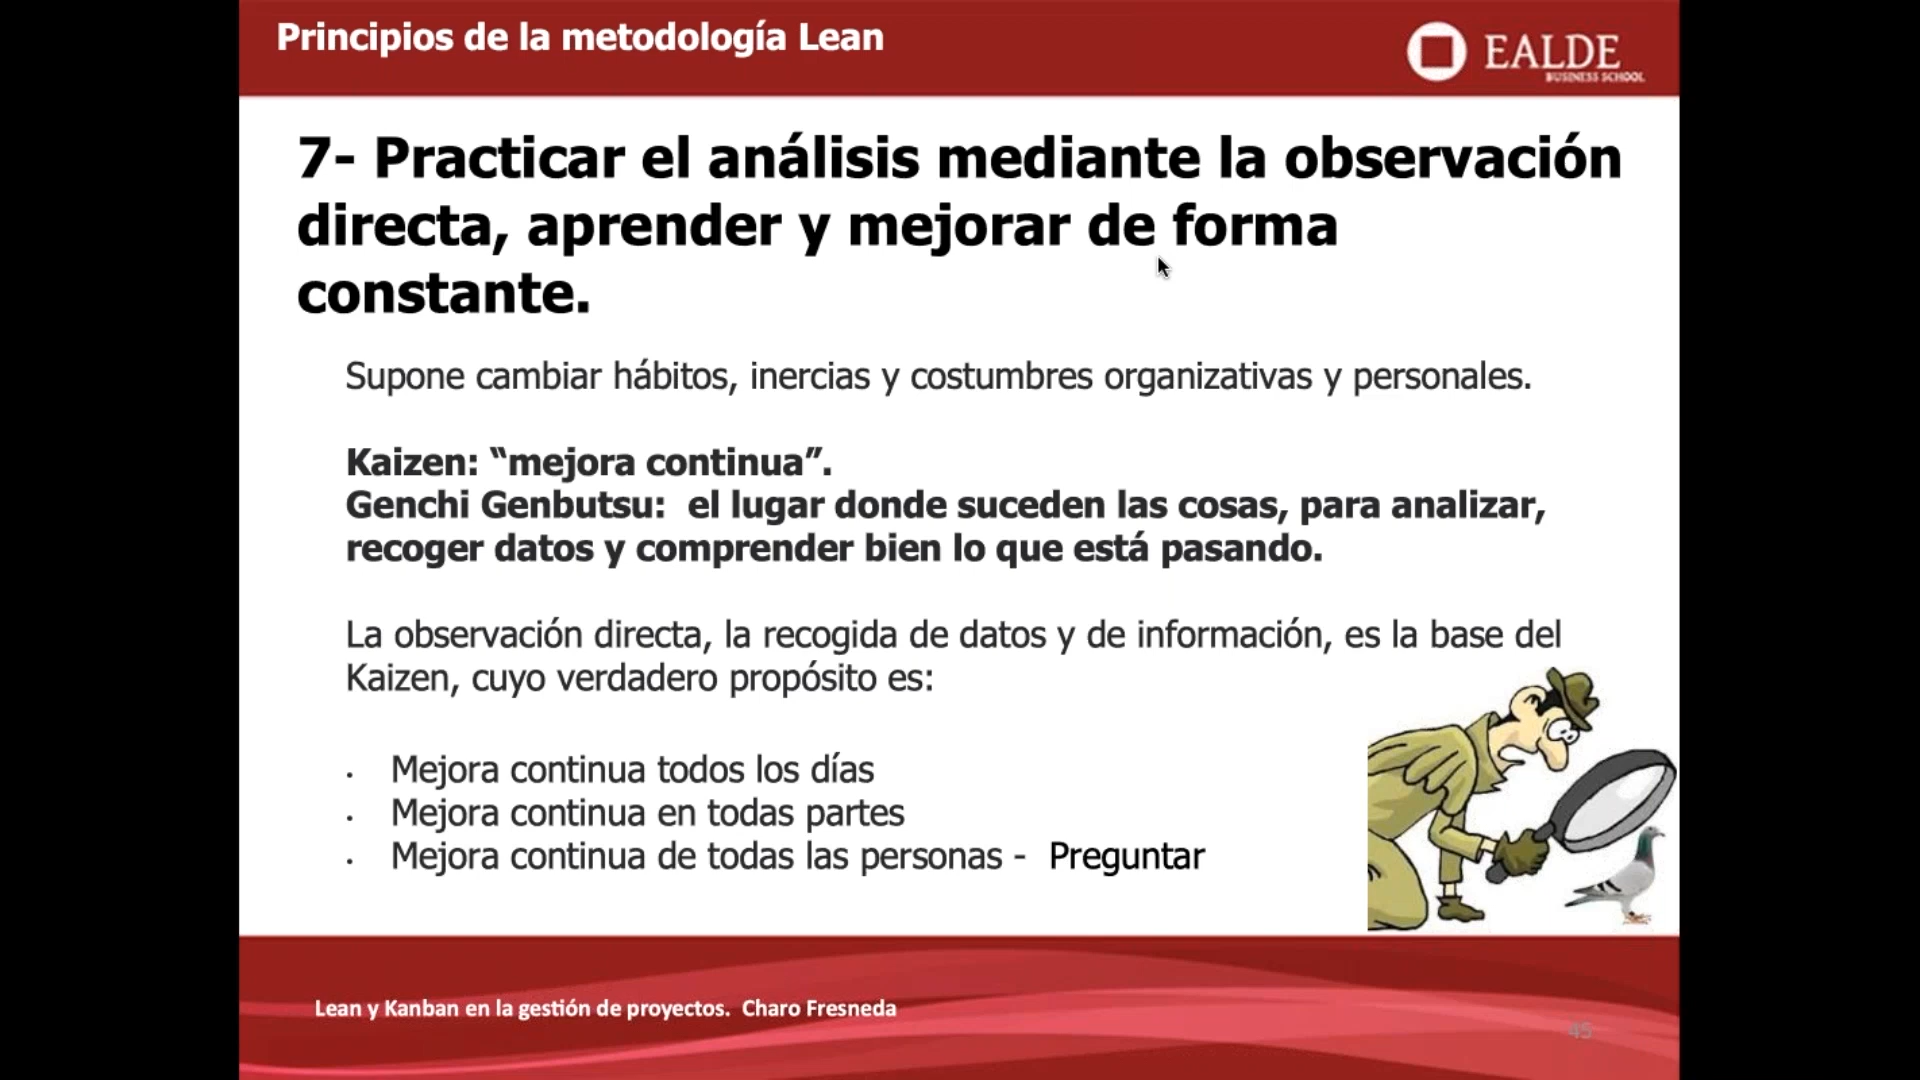 Principios de la metodología Lean
EALDE
BUSINESS SCHOOL
7- Practicar el análisis mediante la observación
directa, aprender y mejorar de forma
constante.
Supone cambiar hábitos, inercias y costumbres organizativas y personales.
Kaizen: “mejora continua”.
Genchi Genbutsu:  el lugar donde suceden las cosas, para analizar,
recoger datos y comprender bien lo que está pasando.
La observación directa, la recogida de datos y de información, es la base del
Kaizen, cuyo verdadero propósito es:
· Mejora continua todos los días
· Mejora continua en todas partes
· Mejora continua de todas las personas -  Preguntar
Lean y Kanban en la gestión de proyectos.  Charo Fresneda
45